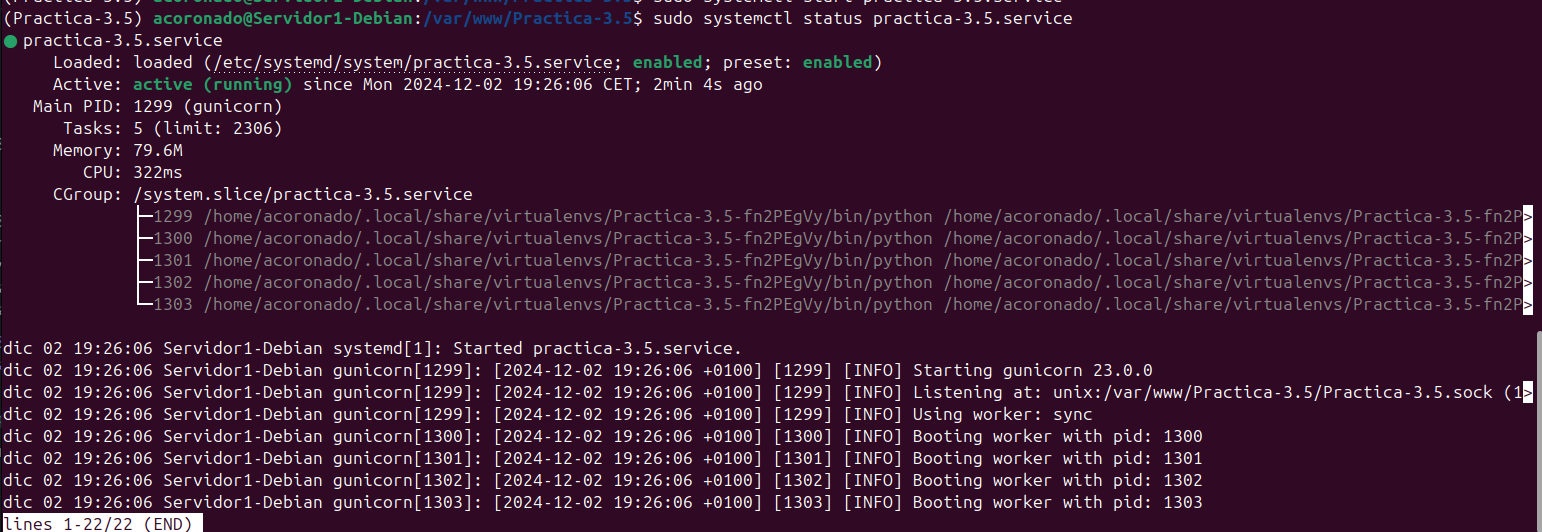 (Practica-3.5) acoronado@Servidor1-Debian:/var/www/Practica-3.5$ sudo systemctl start practica-3.5.service
(Practica-3.5) acoronado@Servidor1-Debian:/var/www/Practica-3.5$ sudo systemctl status practica-3.5.service
● practica-3.5.service
     Loaded: loaded (/etc/systemd/system/practica-3.5.service; enabled; preset: enabled)
     Active: active (running) since Mon 2024-12-02 19:26:06 CET; 2min 4s ago
   Main PID: 1299 (gunicorn)
      Tasks: 5 (limit: 2306)
     Memory: 79.6M
        CPU: 322ms
     CGroup: /system.slice/practica-3.5.service
             ├─1299 /home/acoronado/.local/share/virtualenvs/Practica-3.5-fn2PEgVy/bin/python /home/acoronado/.local/share/virtualenvs/Practica-3.5-fn2P>
             ├─1300 /home/acoronado/.local/share/virtualenvs/Practica-3.5-fn2PEgVy/bin/python /home/acoronado/.local/share/virtualenvs/Practica-3.5-fn2P>
             ├─1301 /home/acoronado/.local/share/virtualenvs/Practica-3.5-fn2PEgVy/bin/python /home/acoronado/.local/share/virtualenvs/Practica-3.5-fn2P>
             ├─1302 /home/acoronado/.local/share/virtualenvs/Practica-3.5-fn2PEgVy/bin/python /home/acoronado/.local/share/virtualenvs/Practica-3.5-fn2P>
             └─1303 /home/acoronado/.local/share/virtualenvs/Practica-3.5-fn2PEgVy/bin/python /home/acoronado/.local/share/virtualenvs/Practica-3.5-fn2P>
dic 02 19:26:06 Servidor1-Debian systemd[1]: Started practica-3.5.service.
dic 02 19:26:06 Servidor1-Debian gunicorn[1299]: [2024-12-02 19:26:06 +0100] [1299] [INFO] Starting gunicorn 23.0.0
dic 02 19:26:06 Servidor1-Debian gunicorn[1299]: [2024-12-02 19:26:06 +0100] [1299] [INFO] Listening at: unix:/var/www/Practica-3.5/Practica-3.5.sock (1>
dic 02 19:26:06 Servidor1-Debian gunicorn[1299]: [2024-12-02 19:26:06 +0100] [1299] [INFO] Using worker: sync
dic 02 19:26:06 Servidor1-Debian gunicorn[1300]: [2024-12-02 19:26:06 +0100] [1300] [INFO] Booting worker with pid: 1300
dic 02 19:26:06 Servidor1-Debian gunicorn[1301]: [2024-12-02 19:26:06 +0100] [1301] [INFO] Booting worker with pid: 1301
dic 02 19:26:06 Servidor1-Debian gunicorn[1302]: [2024-12-02 19:26:06 +0100] [1302] [INFO] Booting worker with pid: 1302
dic 02 19:26:06 Servidor1-Debian gunicorn[1303]: [2024-12-02 19:26:06 +0100] [1303] [INFO] Booting worker with pid: 1303
lines 1-22/22 (END)